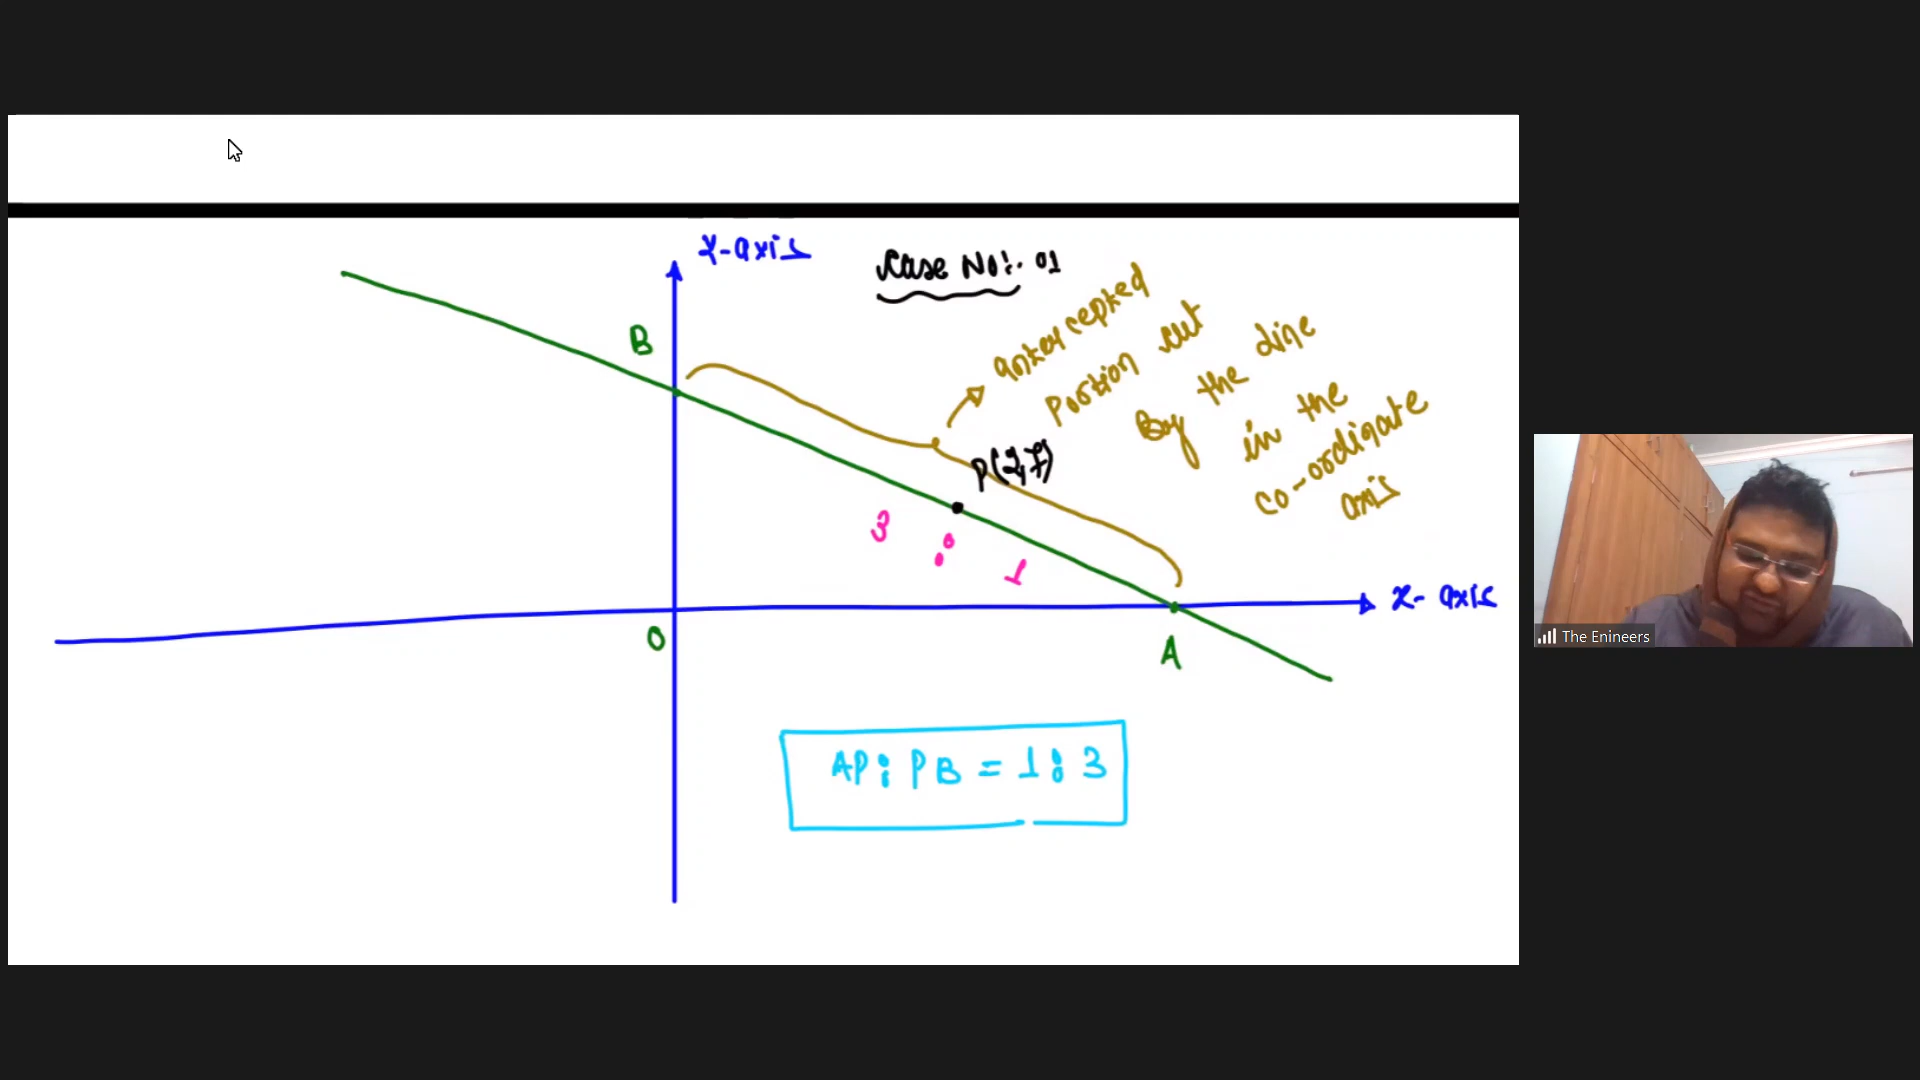 Y-axis
Case No:- 01
B
intercepted
Portion cut
By the line
in the
co-ordinate
axis
P(2,7)
3 : 1
x-axis
O
A
AP : PB = 1 : 3
The Enineers